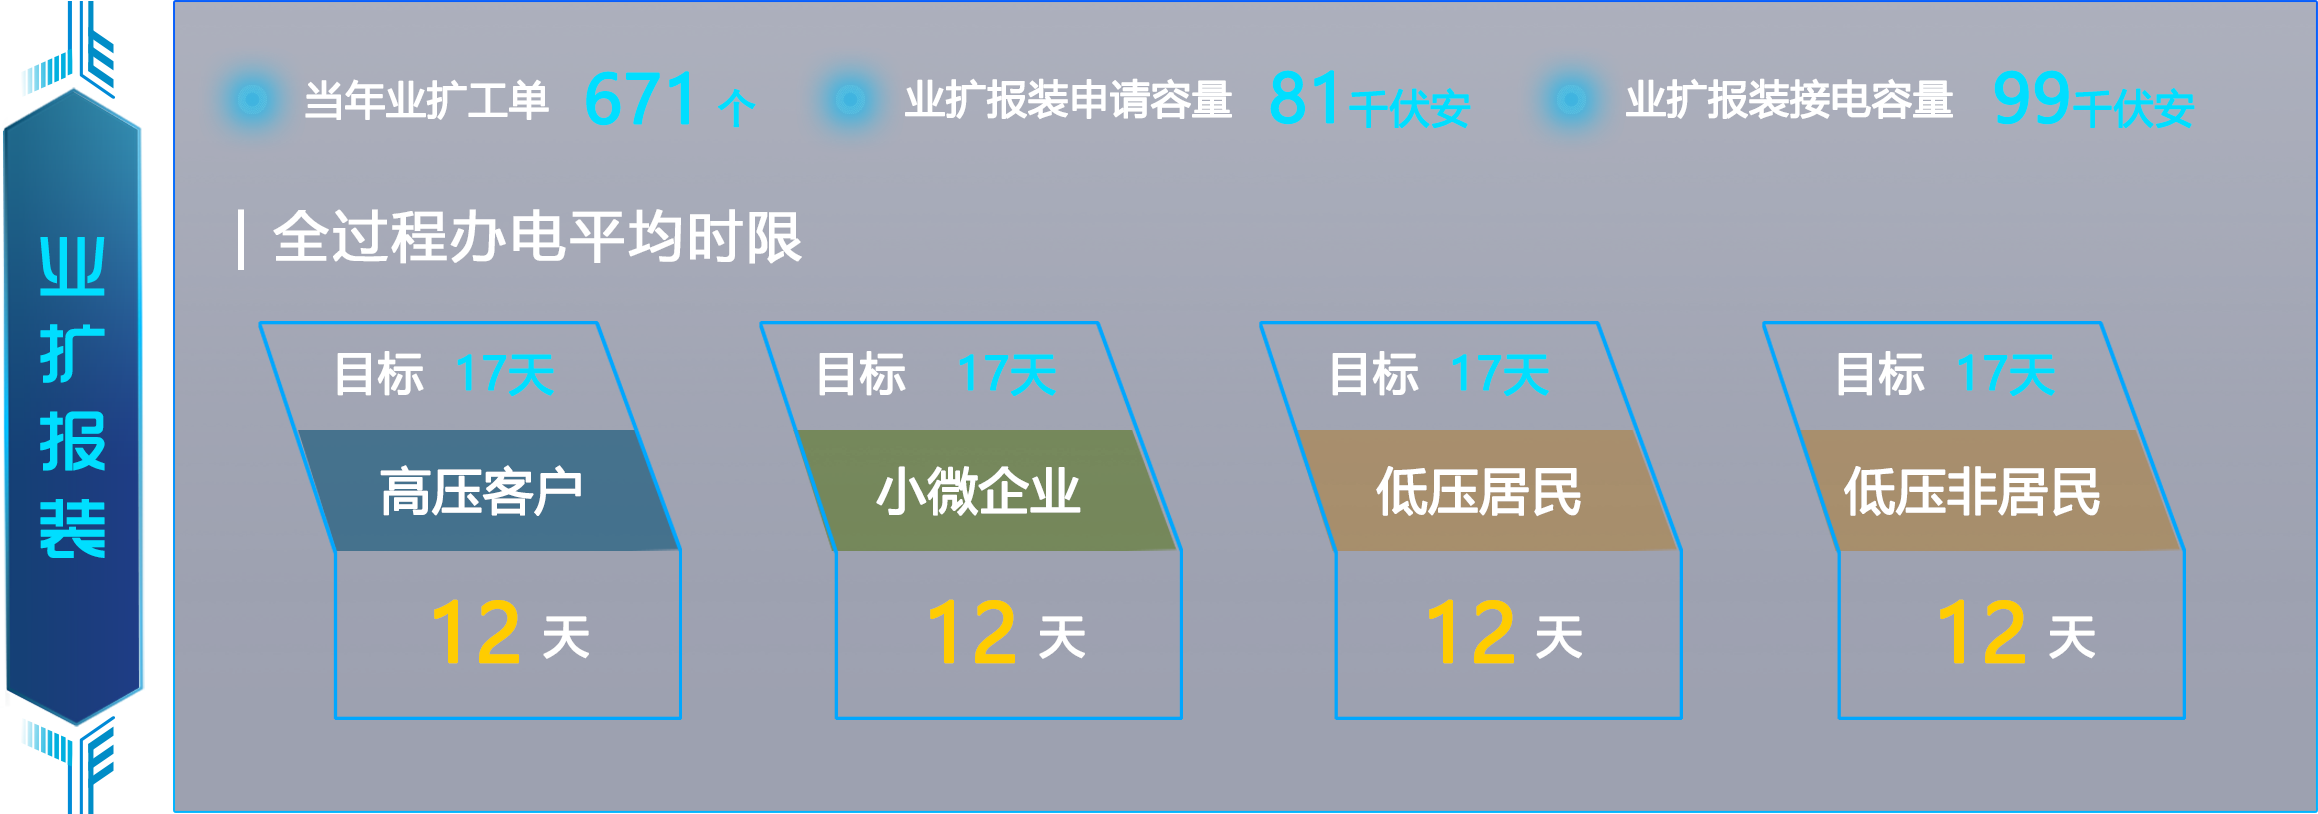 业扩报装
当年业扩工单 671 个 业扩报装申请容量 81千伏安 业扩报装接电容量 99千伏安
全过程办电平均时限
目标 17天 目标 17天 目标 17天 目标 17天
高压客户 小微企业 低压居民 低压非居民
12 天 12 天 12 天 12 天